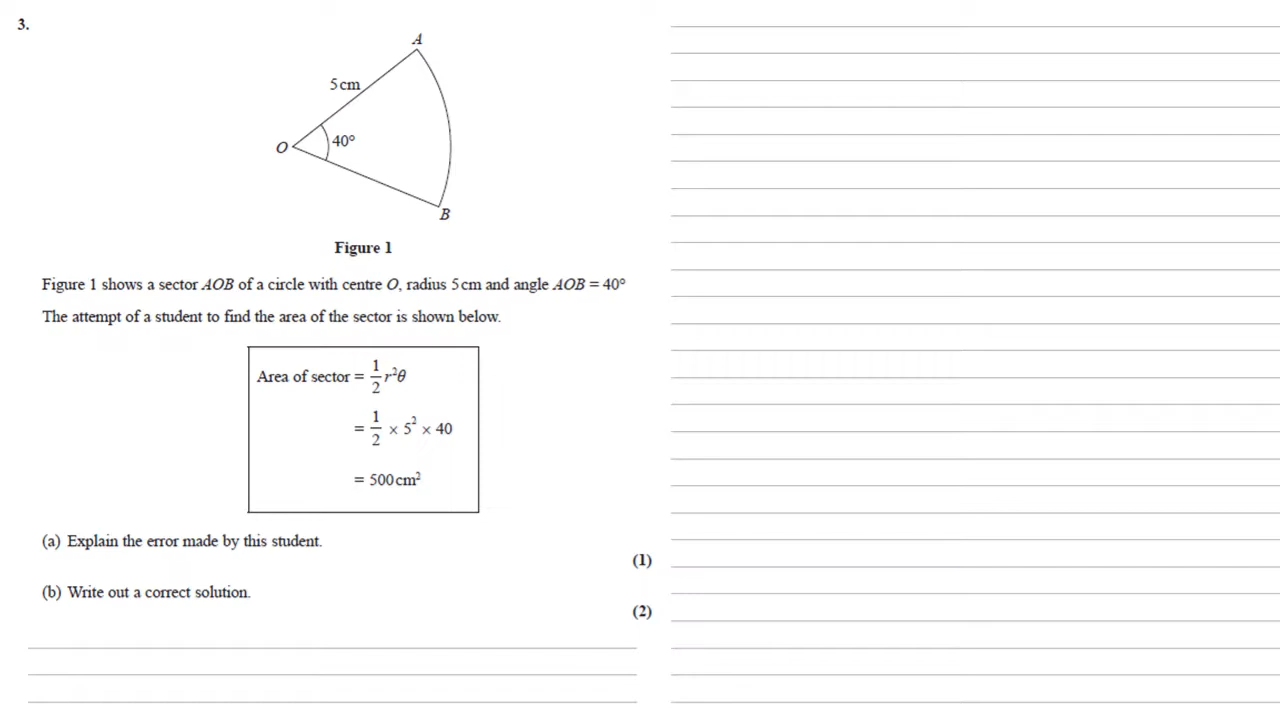 3.
A
5 cm
40°
O
B
Figure 1
Figure 1 shows a sector AOB of a circle with centre O, radius 5 cm and angle AOB = 40°
The attempt of a student to find the area of the sector is shown below.
Area of sector = 1/2 r²θ
= 1/2 × 5² × 40
= 500 cm²
(a) Explain the error made by this student.
(1)
(b) Write out a correct solution.
(2)